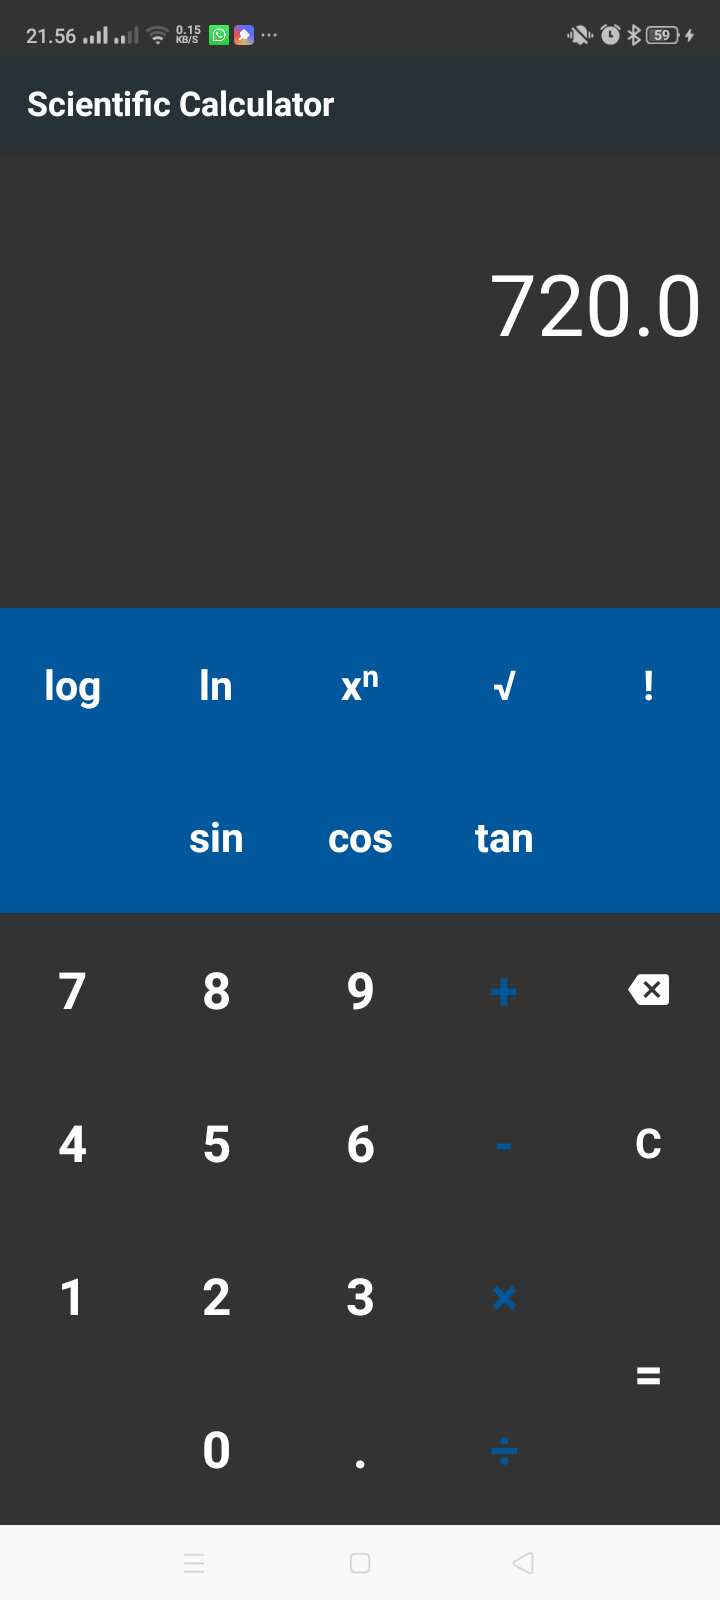 21.56 0.15 KB/S ... 59
Scientific Calculator
720.0
log ln xⁿ √ !
sin cos tan
7 8 9 +
4 5 6 - C
1 2 3 ×
=
0 . ÷